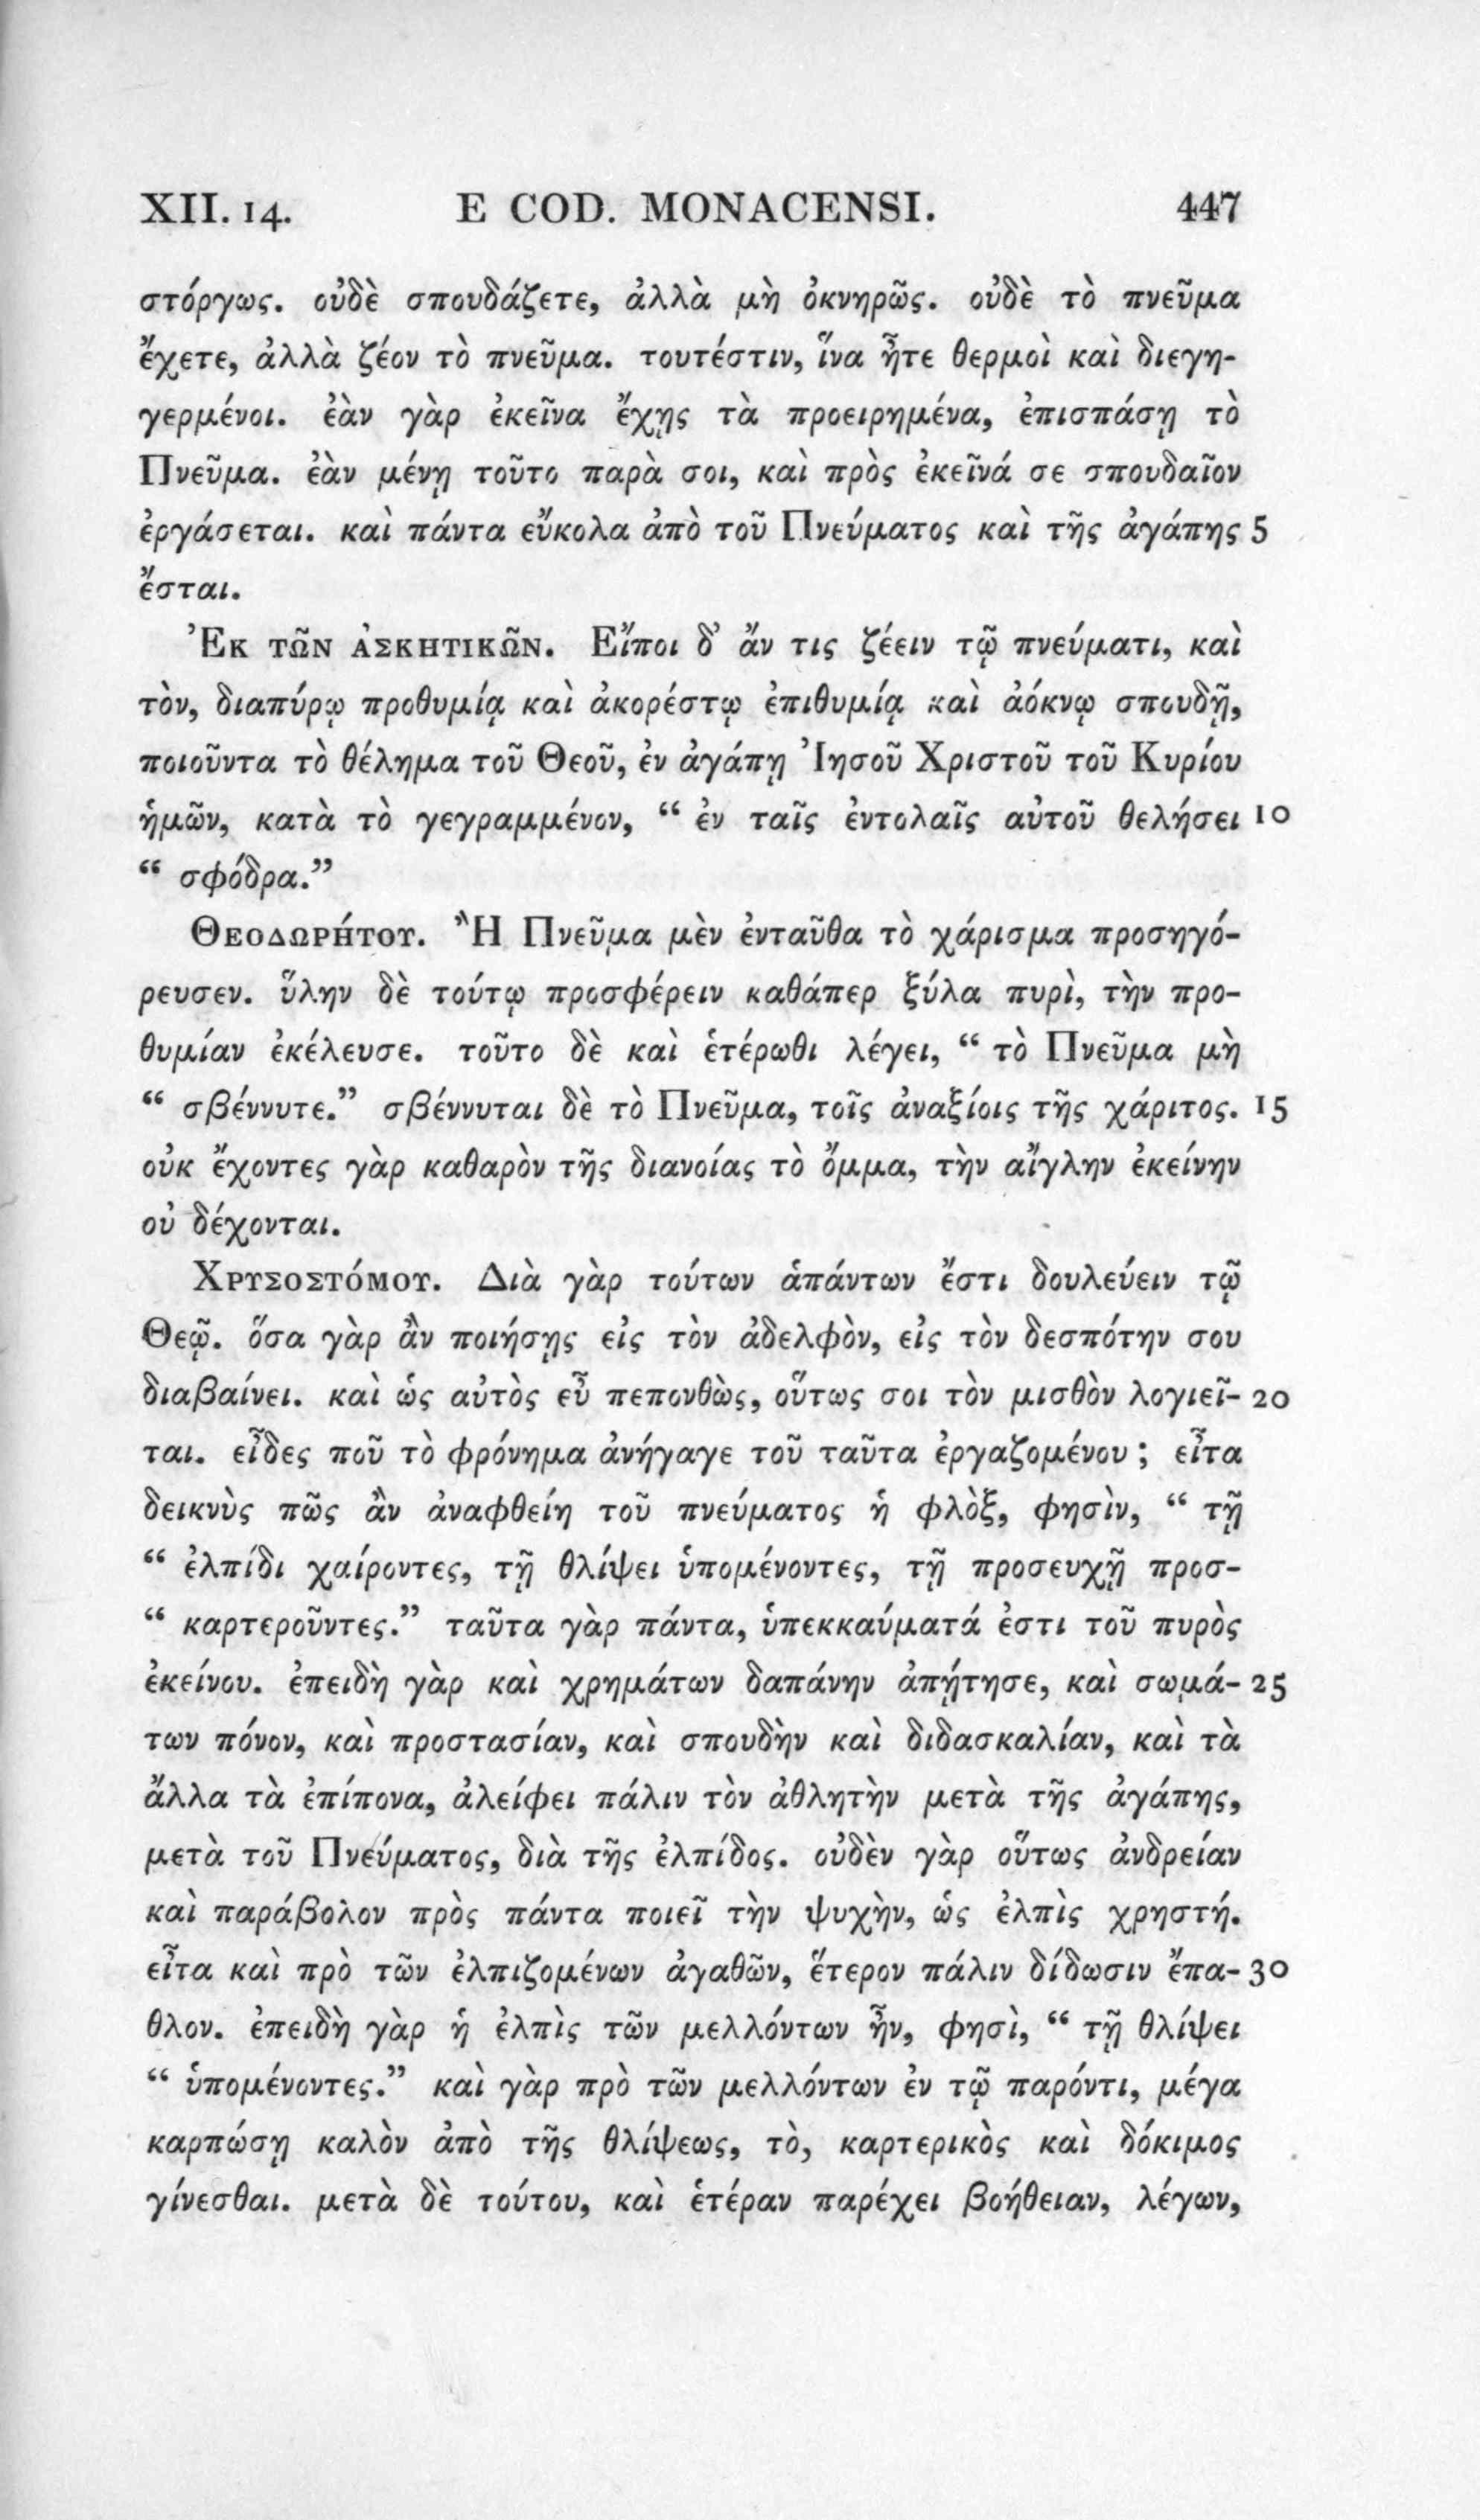 XII. 14. E COD. MONACENSI. 447
στόργως. οὐδὲ σπουδάζετε, ἀλλὰ μὴ ὀκνηρῶς. οὐδὲ τὸ πνεῦμα
ἔχετε, ἀλλὰ ζέον τὸ πνεῦμα. τουτέστιν, ἵνα ἦτε θερμοὶ καὶ διεγη-
γερμένοι. ἐὰν γὰρ ἐκεῖνα ἔχῃς τὰ προειρημένα, ἐπισπάσῃ τὸ
Πνεῦμα. ἐὰν μένῃ τοῦτο παρὰ σοι, καὶ πρὸς ἐκεῖνά σε σπουδαῖον
ἐργάσεται. καὶ πάντα εὔκολα ἀπὸ τοῦ Πνεύματος καὶ τῆς ἀγάπης 5
ἔσται.
Ἐκ τῶν ἀσκητικῶν. Εἴποι δ’ ἄν τις ζέειν τῷ πνεύματι, καὶ
τὸν, διαπύρῳ προθυμίᾳ καὶ ἀκορέστῳ ἐπιθυμίᾳ καὶ ἀόκνῳ σπουδῇ,
ποιοῦντα τὸ θέλημα τοῦ Θεοῦ, ἐν ἀγάπῃ Ἰησοῦ Χριστοῦ τοῦ Κυρίου
ἡμῶν, κατὰ τὸ γεγραμμένον, “ ἐν ταῖς ἐντολαῖς αὐτοῦ θελήσει 10
“ σφόδρα.”
Θεοδωρήτου. Ἢ Πνεῦμα μὲν ἐνταῦθα τὸ χάρισμα προσηγό-
ρευσεν. ὕλην δὲ τούτῳ προσφέρειν καθάπερ ξύλα πυρὶ, τὴν προ-
θυμίαν ἐκέλευσε. τοῦτο δὲ καὶ ἑτέρωθι λέγει, “ τὸ Πνεῦμα μὴ
“ σβέννυτε.” σβέννυται δὲ τὸ Πνεῦμα, τοῖς ἀναξίοις τῆς χάριτος. 15
οὐκ ἔχοντες γὰρ καθαρὸν τῆς διανοίας τὸ ὄμμα, τὴν αἴγλην ἐκείνην
οὐ δέχονται.
Χρυσοστόμου. Διὰ γὰρ τούτων ἁπάντων ἔστι δουλεύειν τῷ
Θεῷ. ὅσα γὰρ ἂν ποιήσῃς εἰς τὸν ἀδελφὸν, εἰς τὸν δεσπότην σου
διαβαίνει. καὶ ὡς αὐτὸς εὖ πεπονθὼς, οὕτως σοι τὸν μισθὸν λογιεῖ- 20
ται. εἶδες ποῦ τὸ φρόνημα ἀνήγαγε τοῦ ταῦτα ἐργαζομένου ; εἶτα
δεικνὺς πῶς ἂν ἀναφθείη τοῦ πνεύματος ἡ φλὸξ, φησὶν, “ τῇ
“ ἐλπίδι χαίροντες, τῇ θλίψει ὑπομένοντες, τῇ προσευχῇ προσ-
“ καρτεροῦντες.” ταῦτα γὰρ πάντα, ὑπεκκαύματά ἐστι τοῦ πυρὸς
ἐκείνου. ἐπειδὴ γὰρ καὶ χρημάτων δαπάνην ἀπῄτησε, καὶ σωμά- 25
των πόνον, καὶ προστασίαν, καὶ σπουδὴν καὶ διδασκαλίαν, καὶ τὰ
ἄλλα τὰ ἐπίπονα, ἀλείφει πάλιν τὸν ἀθλητὴν μετὰ τῆς ἀγάπης,
μετὰ τοῦ Πνεύματος, διὰ τῆς ἐλπίδος. οὐδὲν γὰρ οὕτως ἀνδρείαν
καὶ παράβολον πρὸς πάντα ποιεῖ τὴν ψυχὴν, ὡς ἐλπὶς χρηστή.
εἶτα καὶ πρὸ τῶν ἐλπιζομένων ἀγαθῶν, ἕτερον πάλιν δίδωσιν ἔπα- 30
θλον. ἐπειδὴ γὰρ ἡ ἐλπὶς τῶν μελλόντων ἦν, φησὶ, “ τῇ θλίψει
“ ὑπομένοντες.” καὶ γὰρ πρὸ τῶν μελλόντων ἐν τῷ παρόντι, μέγα
καρπώσῃ καλὸν ἀπὸ τῆς θλίψεως, τὸ, καρτερικὸς καὶ δόκιμος
γίνεσθαι. μετὰ δὲ τούτου, καὶ ἑτέραν παρέχει βοήθειαν, λέγων,